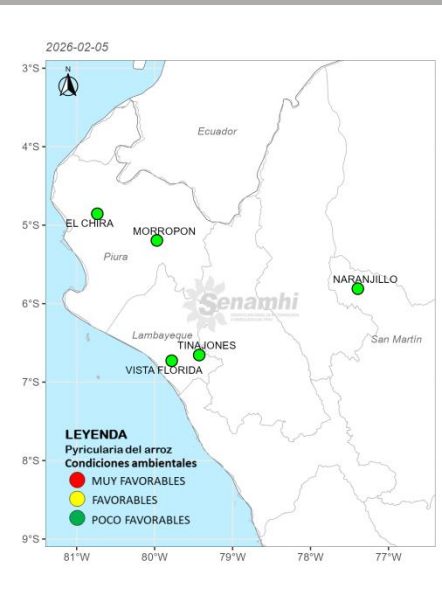 2026-02-05
3°S
N
4°S
Ecuador
5°S
EL CHIRA
MORROPON
Piura
NARANJILLO
6°S
Senamhi
Lambayeque
TINAJONES
San Martín
VISTA FLORIDA
7°S
LEYENDA
Pyricularia del arroz
Condiciones ambientales
8°S
MUY FAVORABLES
FAVORABLES
POCO FAVORABLES
9°S
81°W 80°W 79°W 78°W 77°W